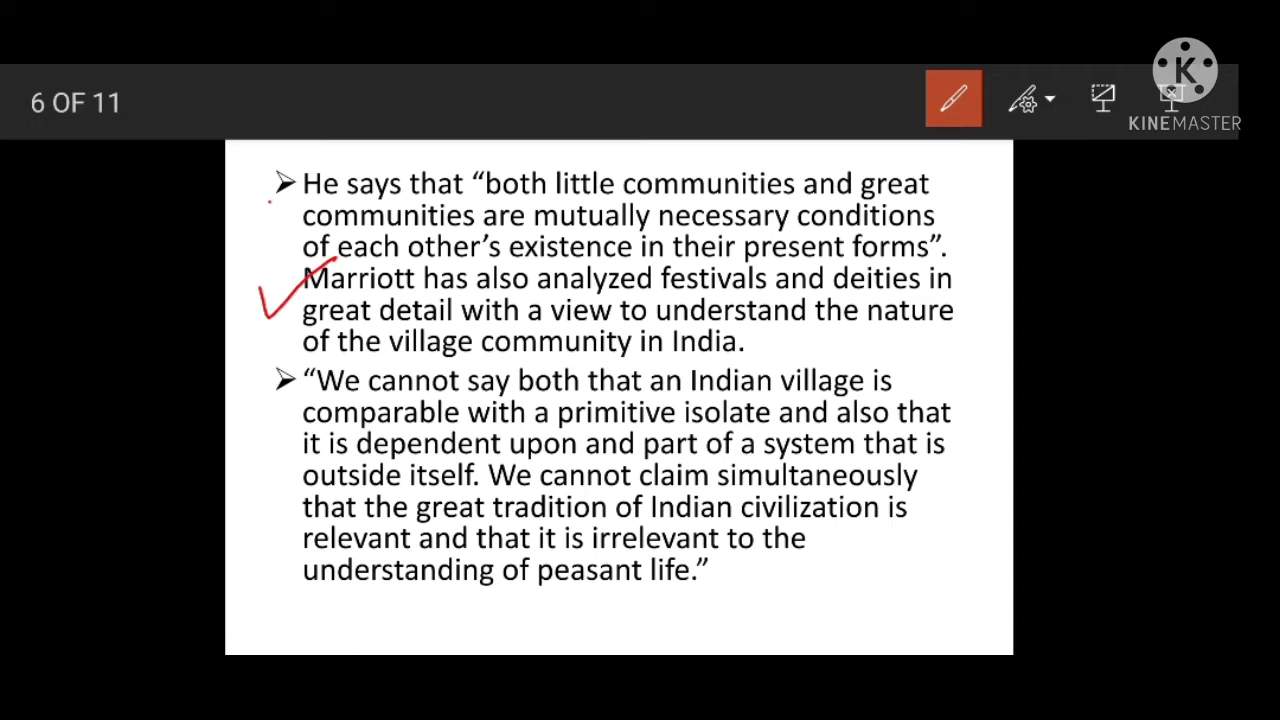 6 OF 11
KINEMASTER
He says that “both little communities and great
communities are mutually necessary conditions
of each other’s existence in their present forms”.
Marriott has also analyzed festivals and deities in
great detail with a view to understand the nature
of the village community in India.
“We cannot say both that an Indian village is
comparable with a primitive isolate and also that
it is dependent upon and part of a system that is
outside itself. We cannot claim simultaneously
that the great tradition of Indian civilization is
relevant and that it is irrelevant to the
understanding of peasant life.”